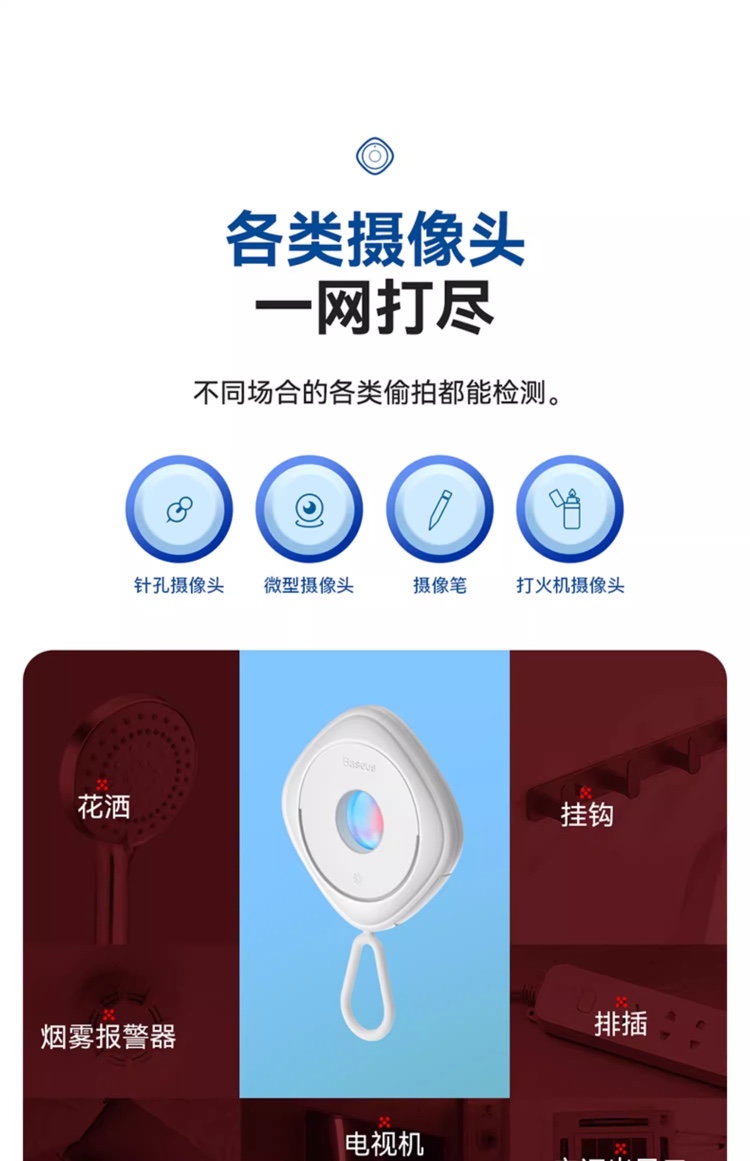 各类摄像头
一网打尽
不同场合的各类偷拍都能检测。
针孔摄像头
微型摄像头
摄像笔
打火机摄像头
Baseus
花洒
挂钩
烟雾报警器
排插
电视机